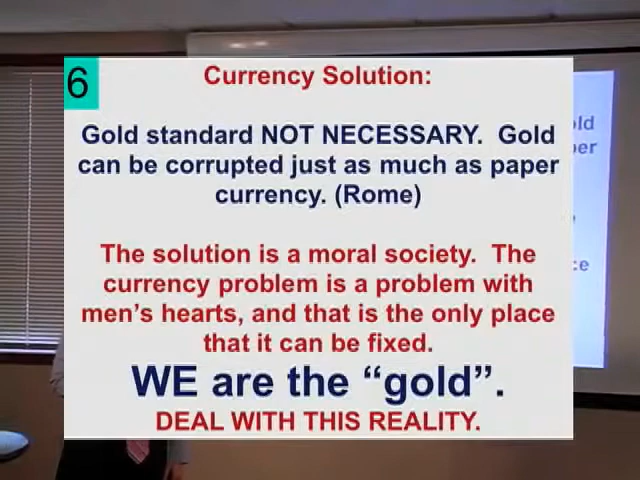 6
Currency Solution:
Gold standard NOT NECESSARY. Gold
can be corrupted just as much as paper
currency. (Rome)
The solution is a moral society. The
currency problem is a problem with
men's hearts, and that is the only place
that it can be fixed.
WE are the “gold”.
DEAL WITH THIS REALITY.